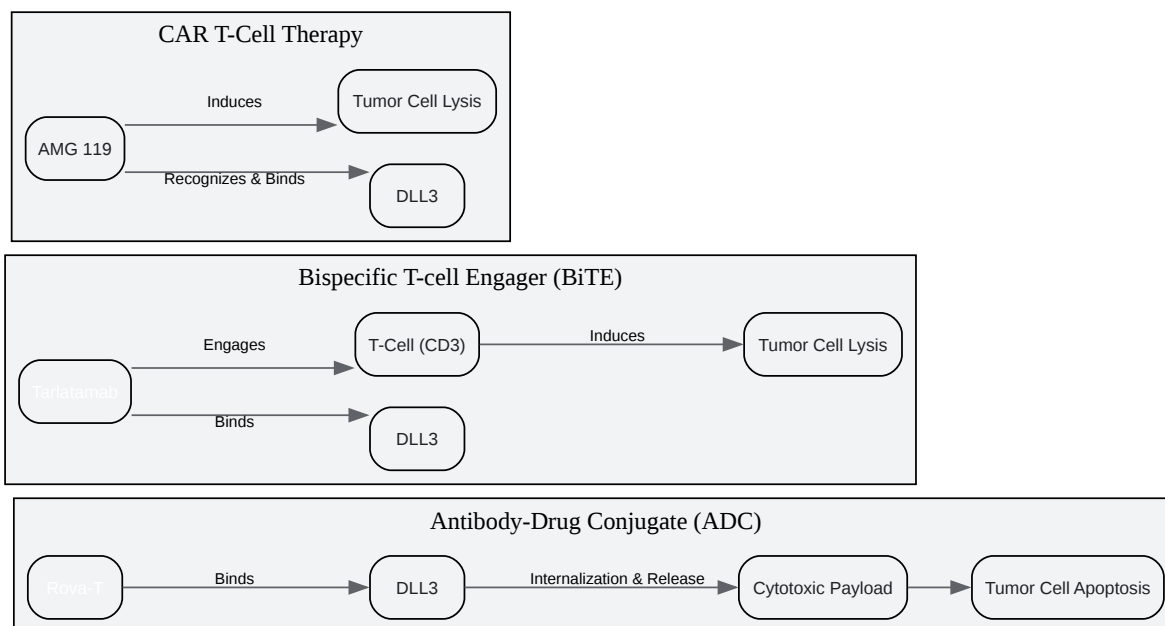 CAR T-Cell Therapy
Induces
Tumor Cell Lysis
AMG 119
Recognizes & Binds
DLL3
Bispecific T-cell Engager (BiTE)
Engages
T-Cell (CD3)
Induces
Tumor Cell Lysis
Tarlatamab
Binds
DLL3
Antibody-Drug Conjugate (ADC)
Rova-T
Binds
DLL3
Internalization & Release
Cytotoxic Payload
Tumor Cell Apoptosis